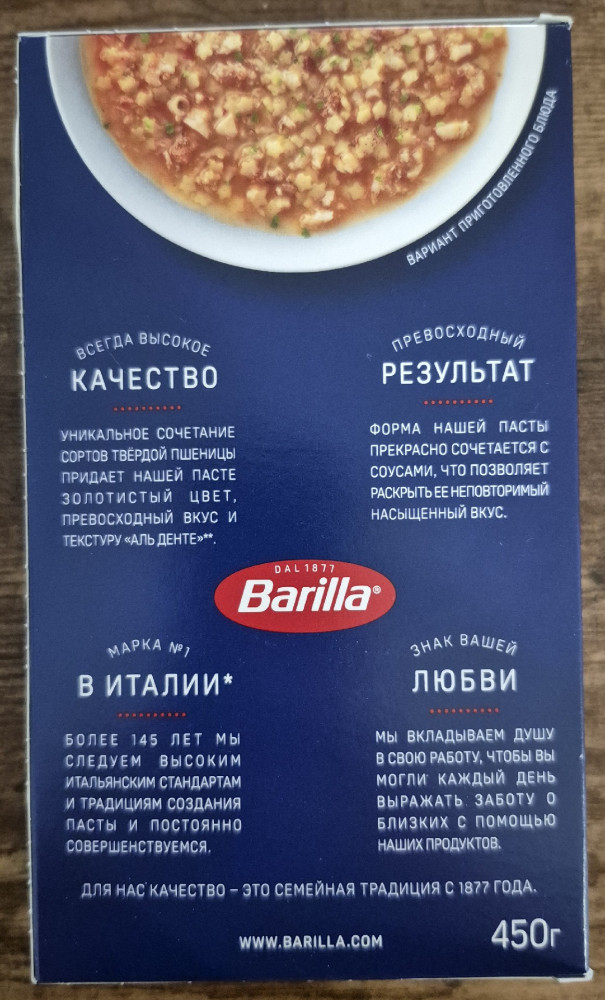 ВАРИАНТ ПРИГОТОВЛЕННОГО БЛЮДА
ВСЕГДА ВЫСОКОЕ
КАЧЕСТВО
УНИКАЛЬНОЕ СОЧЕТАНИЕ
СОРТОВ ТВЁРДОЙ ПШЕНИЦЫ
ПРИДАЕТ НАШЕЙ ПАСТЕ
ЗОЛОТИСТЫЙ ЦВЕТ,
ПРЕВОСХОДНЫЙ ВКУС И
ТЕКСТУРУ «АЛЬ ДЕНТЕ»**.
ПРЕВОСХОДНЫЙ
РЕЗУЛЬТАТ
ФОРМА НАШЕЙ ПАСТЫ
ПРЕКРАСНО СОЧЕТАЕТСЯ С
СОУСАМИ, ЧТО ПОЗВОЛЯЕТ
РАСКРЫТЬ ЕЕ НЕПОВТОРИМЫЙ
НАСЫЩЕННЫЙ ВКУС.
DAL 1877
Barilla®
МАРКА №1
В ИТАЛИИ*
БОЛЕЕ 145 ЛЕТ МЫ
СЛЕДУЕМ ВЫСОКИМ
ИТАЛЬЯНСКИМ СТАНДАРТАМ
И ТРАДИЦИЯМ СОЗДАНИЯ
ПАСТЫ И ПОСТОЯННО
СОВЕРШЕНСТВУЕМСЯ.
ЗНАК ВАШЕЙ
ЛЮБВИ
МЫ ВКЛАДЫВАЕМ ДУШУ
В СВОЮ РАБОТУ, ЧТОБЫ ВЫ
МОГЛИ КАЖДЫЙ ДЕНЬ
ВЫРАЖАТЬ ЗАБОТУ О
БЛИЗКИХ С ПОМОЩЬЮ
НАШИХ ПРОДУКТОВ.
ДЛЯ НАС КАЧЕСТВО – ЭТО СЕМЕЙНАЯ ТРАДИЦИЯ С 1877 ГОДА.
WWW.BARILLA.COM
450г